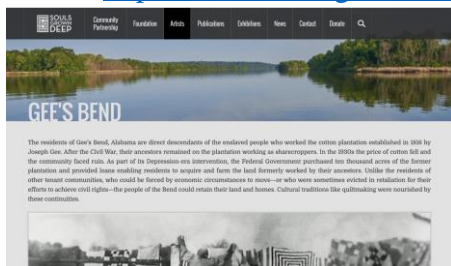 SOULS
GROWN
DEEP
Community
Partnership
Foundation
Artists
Publications
Exhibitions
News
Contact
Donate
GEE'S BEND
The residents of Gee's Bend, Alabama are direct descendants of the enslaved people who worked the cotton plantation established in 1816 by
Joseph Gee. After the Civil War, their ancestors remained on the plantation working as sharecroppers. In the 1930s the price of cotton fell and
the community faced ruin. As part of its Depression-era intervention, the Federal Government purchased ten thousand acres of the former
plantation and provided loans enabling residents to acquire and farm the land formerly worked by their ancestors. Unlike the residents of
other tenant communities, who could be forced by economic circumstances to move—or who were sometimes evicted in retaliation for their
efforts to achieve civil rights—the people of the Bend could retain their land and homes. Cultural traditions like quiltmaking were nourished by
these continuities.